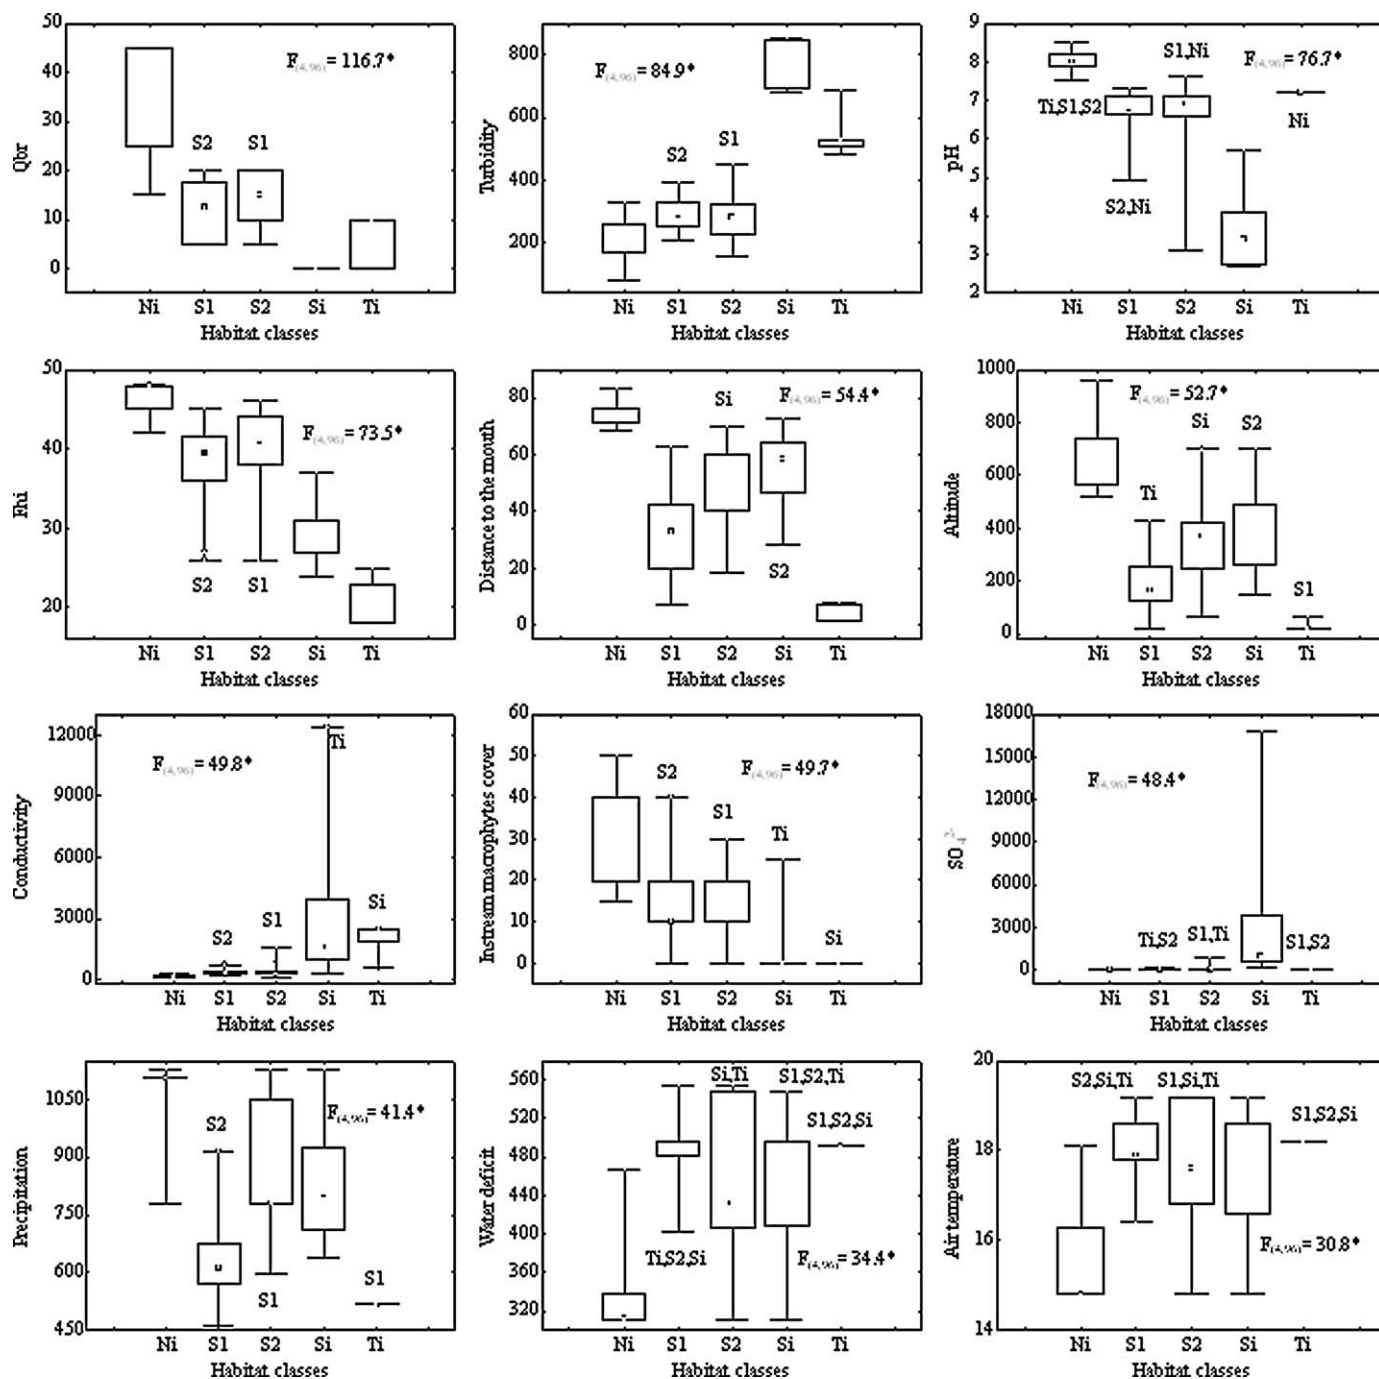 50
40
30
20
10
0
Qbr
F(4,96) = 116.7*
S2
S1
Ni S1 S2 Si Ti
Habitat classes
800
600
400
200
Turbidity
F(4,96) = 84.9*
S2
S1
Ni S1 S2 Si Ti
Habitat classes
9
8
7
6
5
4
3
2
pH
S1,Ni
F(4,96) = 76.7*
Ti,S1,S2
Ni
S2,Ni
Ni S1 S2 Si Ti
Habitat classes
50
40
30
20
F(4,96) = 73.5*
S2
S1
Ni S1 S2 Si Ti
Habitat classes
80
60
40
20
0
Distance to the mouth
F(4,96) = 54.4*
Si
S2
Ni S1 S2 Si Ti
Habitat classes
1000
800
600
400
200
0
Altitude
F(4,96) = 52.7*
Si
S2
Ti
S1
Ni S1 S2 Si Ti
Habitat classes
12000
9000
6000
3000
0
Conductivity
F(4,96) = 49.8*
Ti
Si
S1
S2
Ni S1 S2 Si Ti
Habitat classes
60
50
40
30
20
10
0
Instream macrophytes cover
F(4,96) = 49.7*
S2
S1
Ti
Si
Ni S1 S2 Si Ti
Habitat classes
18000
15000
12000
9000
6000
3000
0
SO4 2-
F(4,96) = 48.4*
Ti,S2
S1,Ti
S1,S2
Ni S1 S2 Si Ti
Habitat classes
1050
900
750
600
450
Precipitation
F(4,96) = 41.4*
S2
S1
S1
Ni S1 S2 Si Ti
Habitat classes
560
520
480
440
400
360
320
Water deficit
Si,Ti
S1,S2,Ti
S1,S2,Si
Ti,S2,Si
F(4,96) = 34.4*
Ni S1 S2 Si Ti
Habitat classes
20
18
16
14
Air temperature
S2,Si,Ti
S1,Si,Ti
S1,S2,Si
F(4,96) = 30.8*
Ni S1 S2 Si Ti
Habitat classes